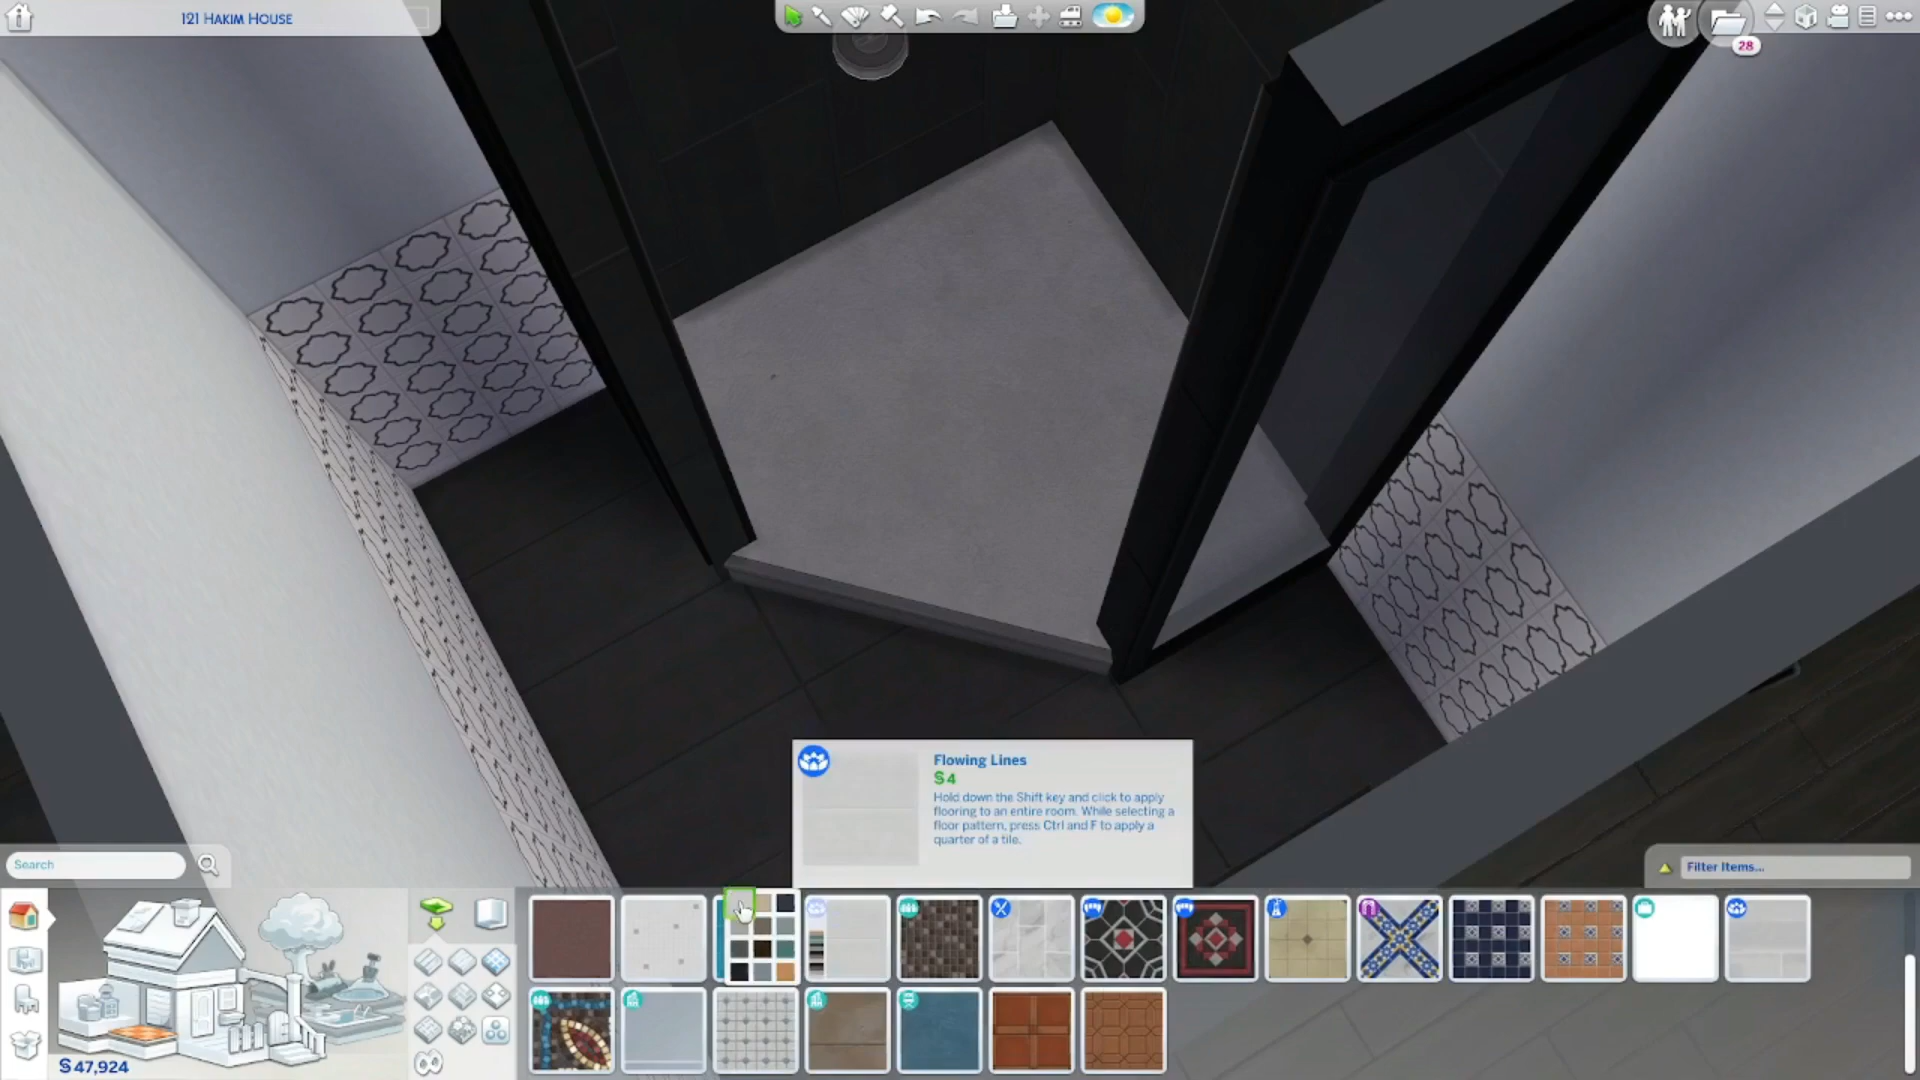 121 Hakim House
28
Flowing Lines
§4
Hold down the Shift key and click to apply
flooring to an entire room. While selecting a
floor pattern, press Ctrl and F to apply a
quarter of a tile.
Search
Filter Items...
§47,924